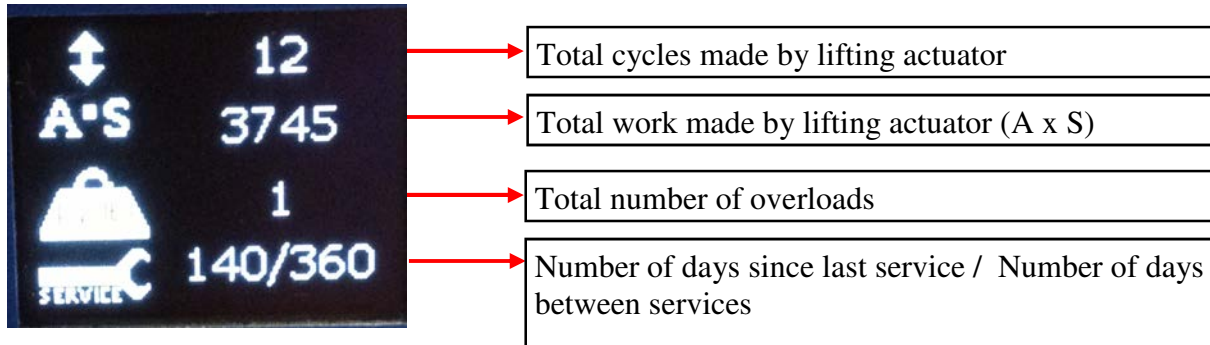 12
Total cycles made by lifting actuator
A▪S 3745
Total work made by lifting actuator (A x S)
1
Total number of overloads
SERVICE 140/360
Number of days since last service / Number of days
between services